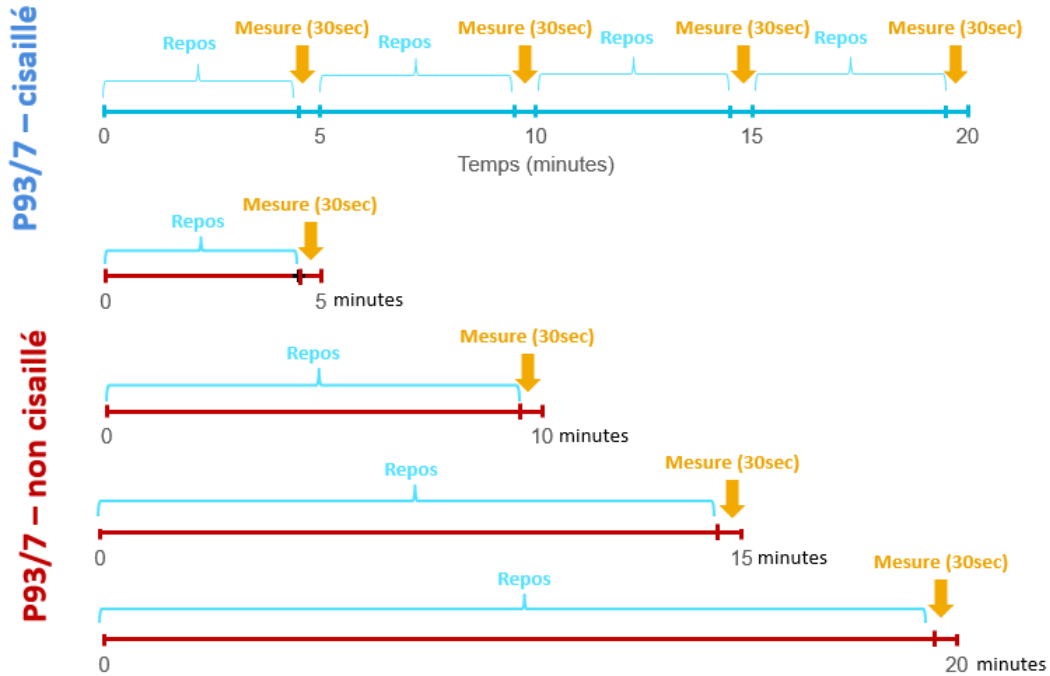 P93/7 – cisaillé
Mesure (30sec) Mesure (30sec) Mesure (30sec) Mesure (30sec)
Repos Repos Repos Repos
0 5 10 15 20
Temps (minutes)
P93/7 – non cisaillé
Mesure (30sec)
Repos
0 5 minutes
Mesure (30sec)
Repos
0 10 minutes
Mesure (30sec)
Repos
0 15 minutes
Mesure (30sec)
Repos
0 20 minutes